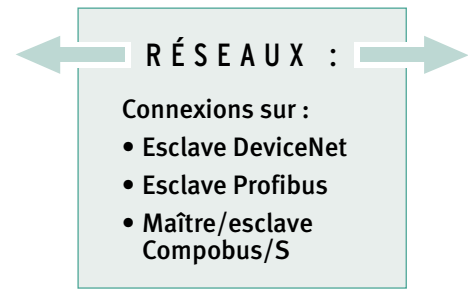 RÉSEAUX :
Connexions sur :
• Esclave DeviceNet
• Esclave Profibus
• Maître/esclave
Compobus/S